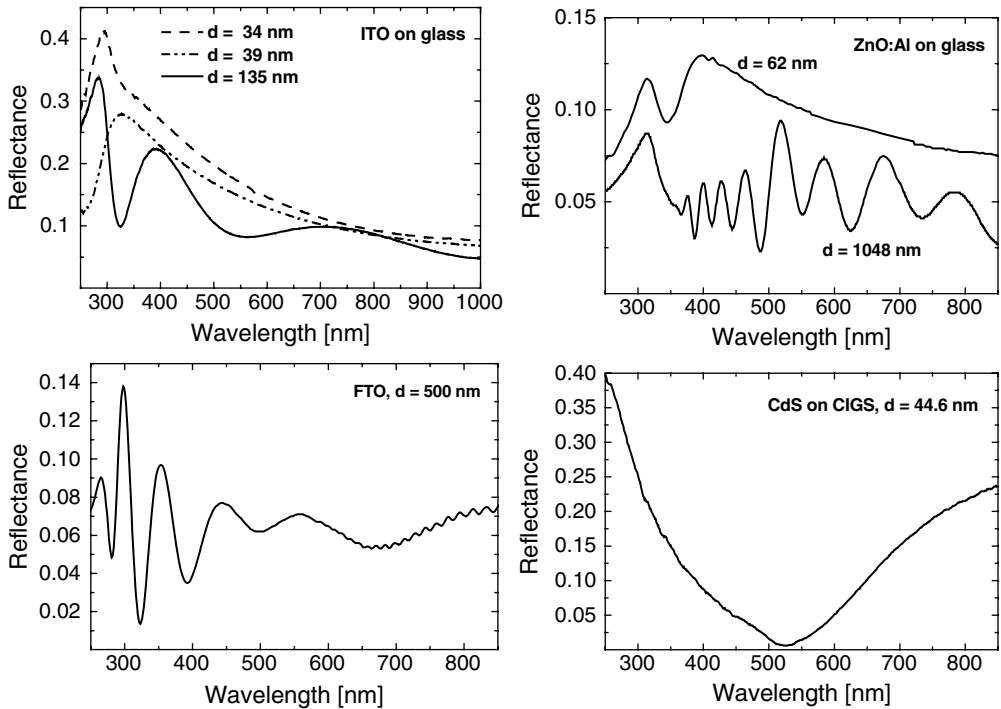 ITO on glass
d = 34 nm
d = 39 nm
d = 135 nm
0.4
0.3
0.2
0.1
Reflectance
300 400 500 600 700 800 900 1000
Wavelength [nm]
ZnO:Al on glass
d = 62 nm
d = 1048 nm
0.15
0.10
0.05
Reflectance
300 400 500 600 700 800
Wavelength [nm]
FTO, d = 500 nm
0.14
0.12
0.10
0.08
0.06
0.04
0.02
Reflectance
300 400 500 600 700 800
Wavelength [nm]
CdS on CIGS, d = 44.6 nm
0.40
0.35
0.30
0.25
0.20
0.15
0.10
0.05
Reflectance
300 400 500 600 700 800
Wavelength [nm]